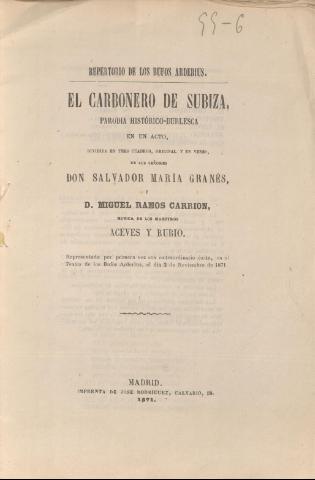 55-6
REPERTORIO DE LOS BUFOS ARDERIUS.
EL CARBONERO DE SUBIZA,
PARODIA HISTÓRICO-BURLESCA
EN UN ACTO,
DIVIDIDA EN TRES CUADROS, ORIGINAL Y EN VERSO,
DE LOS SEÑORES
DON SALVADOR MARÍA GRANÉS,
Y
D. MIGUEL RAMOS CARRION,
MÚSICA DE LOS MAESTROS
ACEVES Y RUBIO.
Representada por primera vez con extraordinario éxito, en el
Teatro de los Bufos Arderius, el dia 3 de Noviembre de 1871
MADRID.
IMPRENTA DE JOSÉ RODRIGUEZ, CALVARIO, 18.
1871.